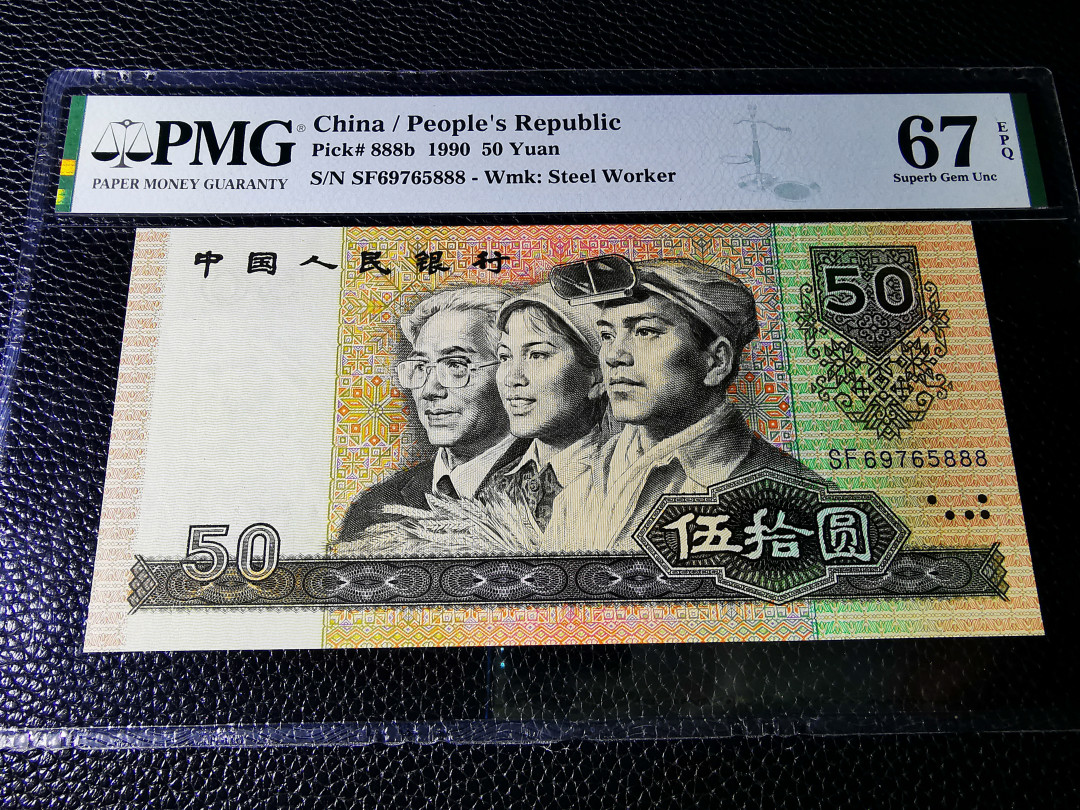 PMG®
PAPER MONEY GUARANTY
China / People's Republic
Pick# 888b 1990 50 Yuan
S/N SF69765888 - Wmk: Steel Worker
67
EPQ
Superb Gem Unc
中国人民银行
50
SF69765888
50
伍拾圆